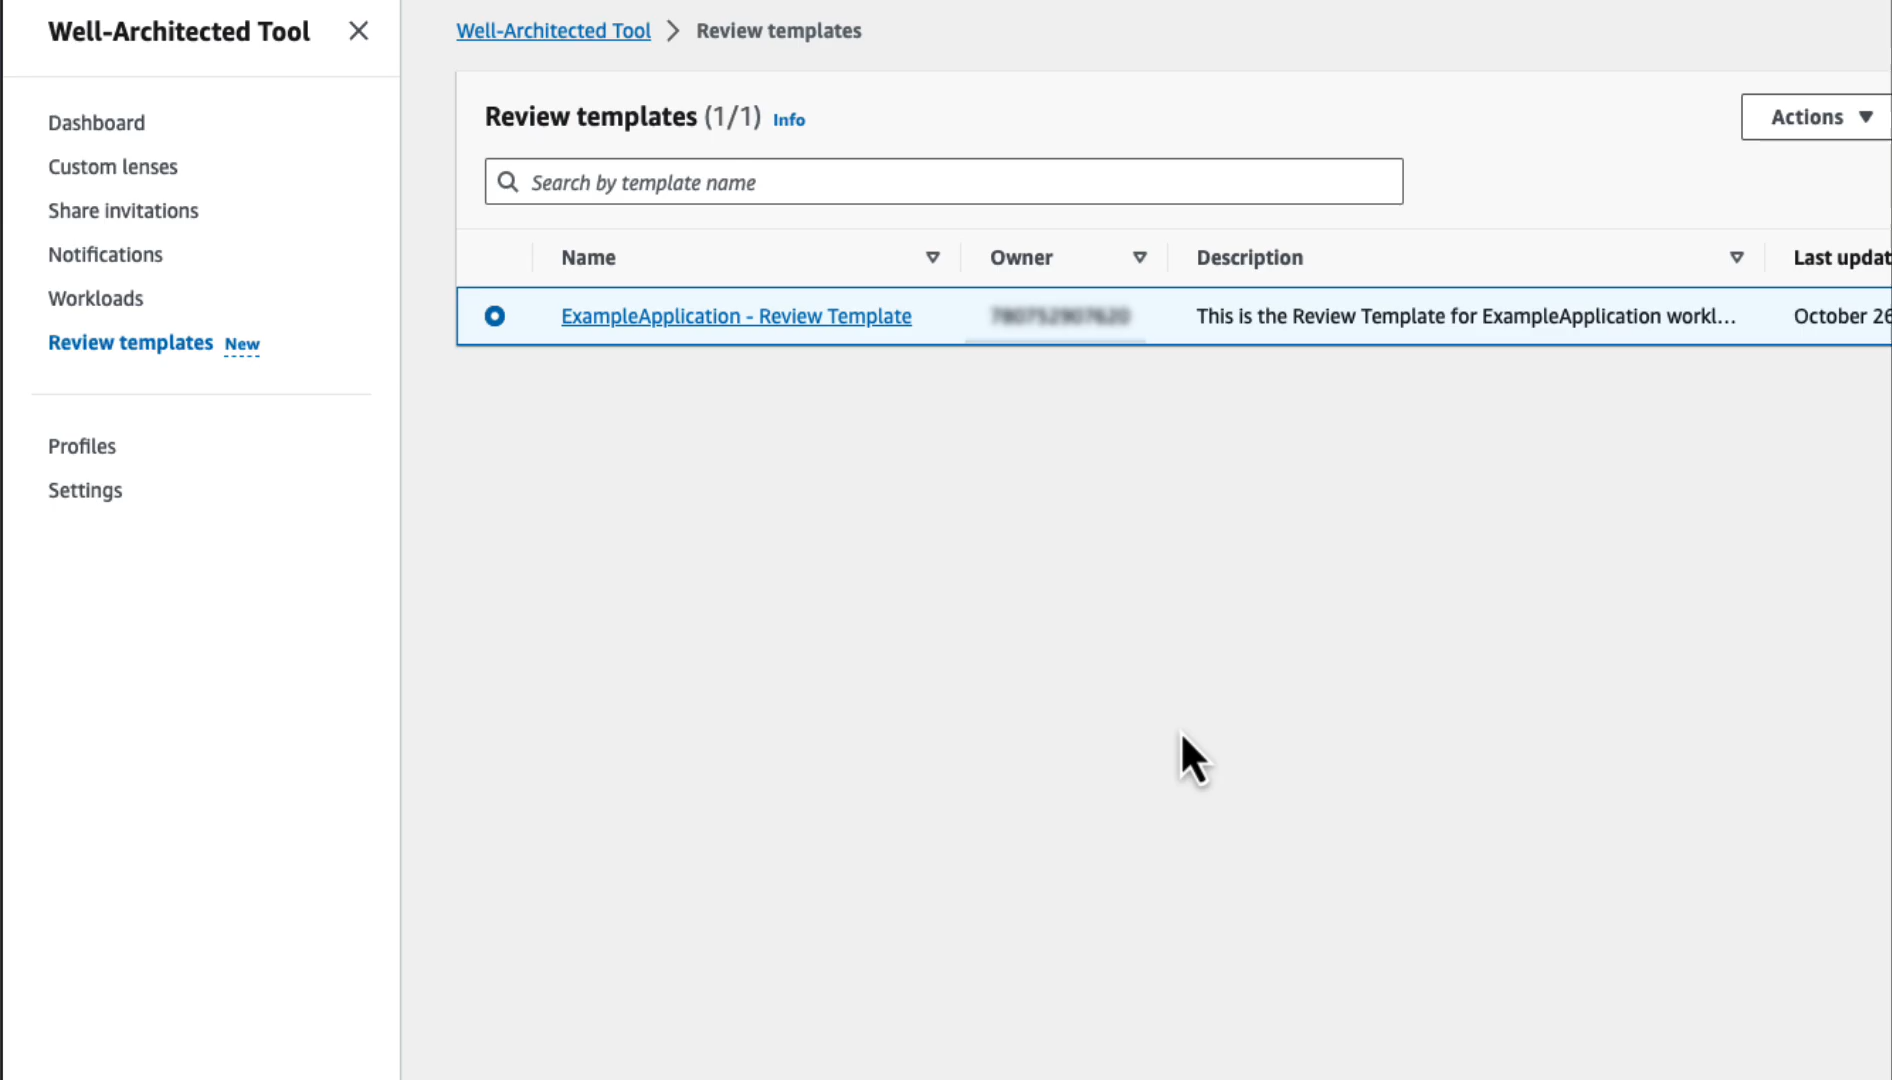 Well-Architected Tool
Well-Architected Tool > Review templates
Dashboard
Custom lenses
Share invitations
Notifications
Workloads
Review templates New
Profiles
Settings
Review templates (1/1) Info
Actions
Search by template name
Name Owner Description Last updat
ExampleApplication - Review Template This is the Review Template for ExampleApplication workl... October 26